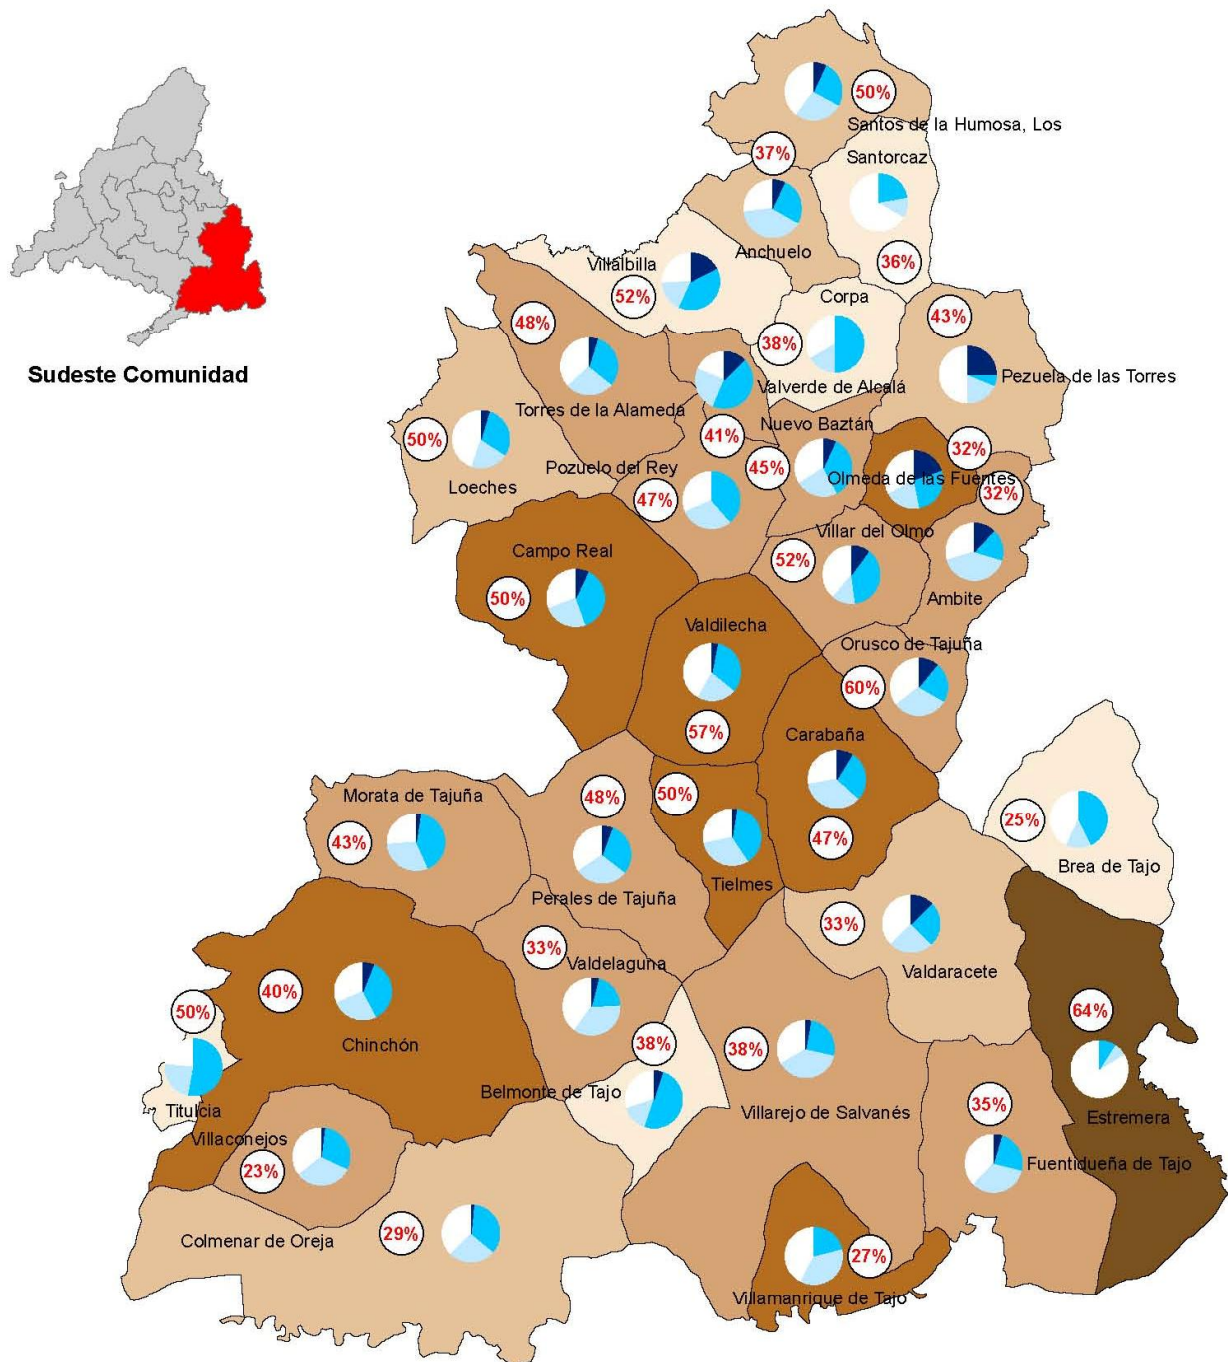 50%
Santos de la Humosa, Los
37%
Santorcaz
Anchuelo
36%
Villalbilla
52%
Corpa
43%
48%
38%
Sudeste Comunidad
Pezuela de las Torres
Valverde de Alcalá
Torres de la Alameda
Nuevo Baztán
41%
50%
32%
Pozuelo del Rey
45%
Olmeda de las Fuentes
Loeches
47%
32%
Villar del Olmo
Campo Real
52%
50%
Ambite
Valdilecha
Orusco de Tajuña
60%
57%
Carabaña
48%
50%
Morata de Tajuña
25%
43%
47%
Brea de Tajo
Tielmes
Perales de Tajuña
33%
33%
Valdelaguna
Valdaracete
40%
50%
64%
Chinchón
38%
38%
Belmonte de Tajo
35%
Titulcia
Villarejo de Salvanés
Estremera
Villaconejos
23%
Fuentidueña de Tajo
29%
Colmenar de Oreja
27%
Villamanrique de Tajo